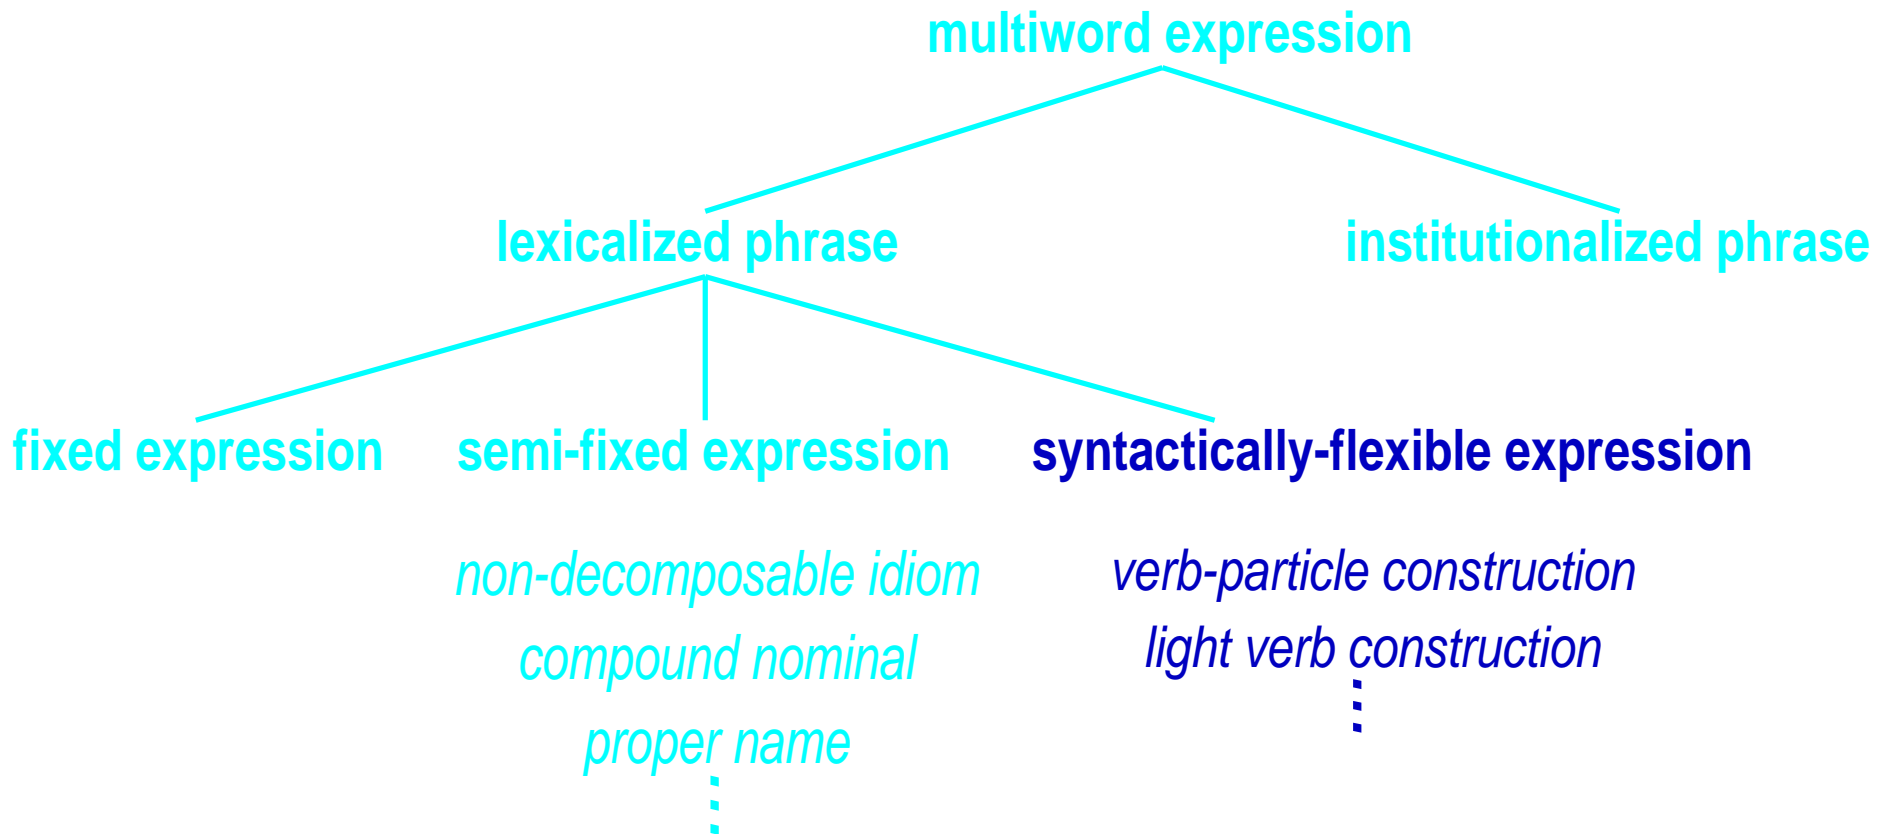 multiword expression
lexicalized phrase institutionalized phrase
fixed expression semi-fixed expression syntactically-flexible expression
non-decomposable idiom verb-particle construction
compound nominal light verb construction
proper name